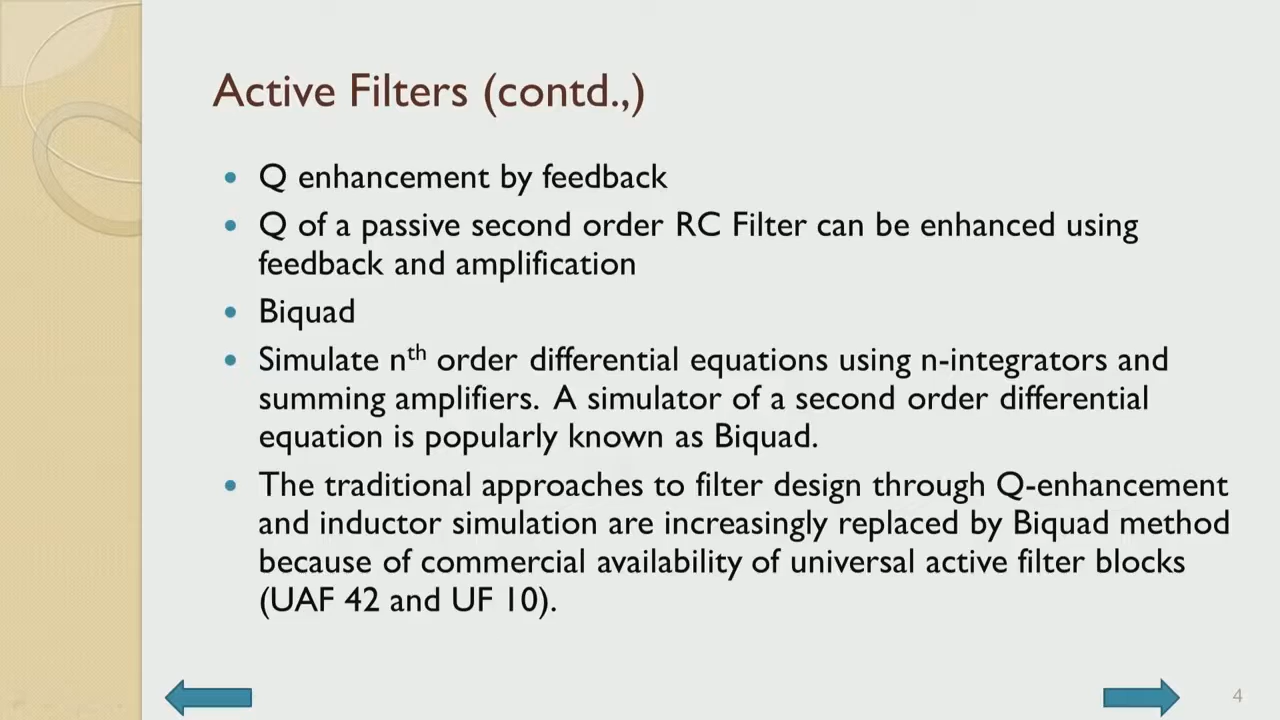 Active Filters (contd.,)
• Q enhancement by feedback
• Q of a passive second order RC Filter can be enhanced using
feedback and amplification
• Biquad
• Simulate nth order differential equations using n-integrators and
summing amplifiers. A simulator of a second order differential
equation is popularly known as Biquad.
• The traditional approaches to filter design through Q-enhancement
and inductor simulation are increasingly replaced by Biquad method
because of commercial availability of universal active filter blocks
(UAF 42 and UF 10).
4